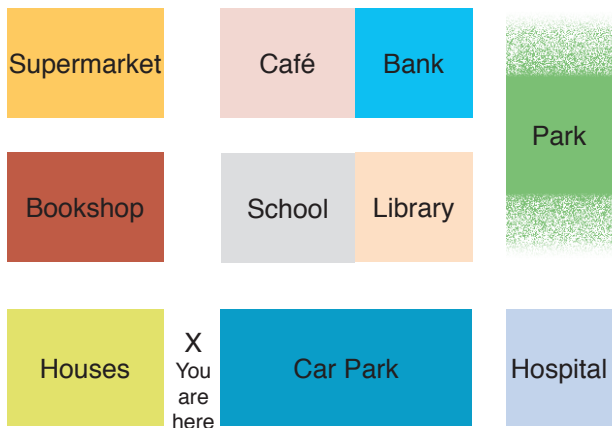 Supermarket
Café
Bank
Park
Bookshop
School
Library
Houses
X
You
are
here
Car Park
Hospital